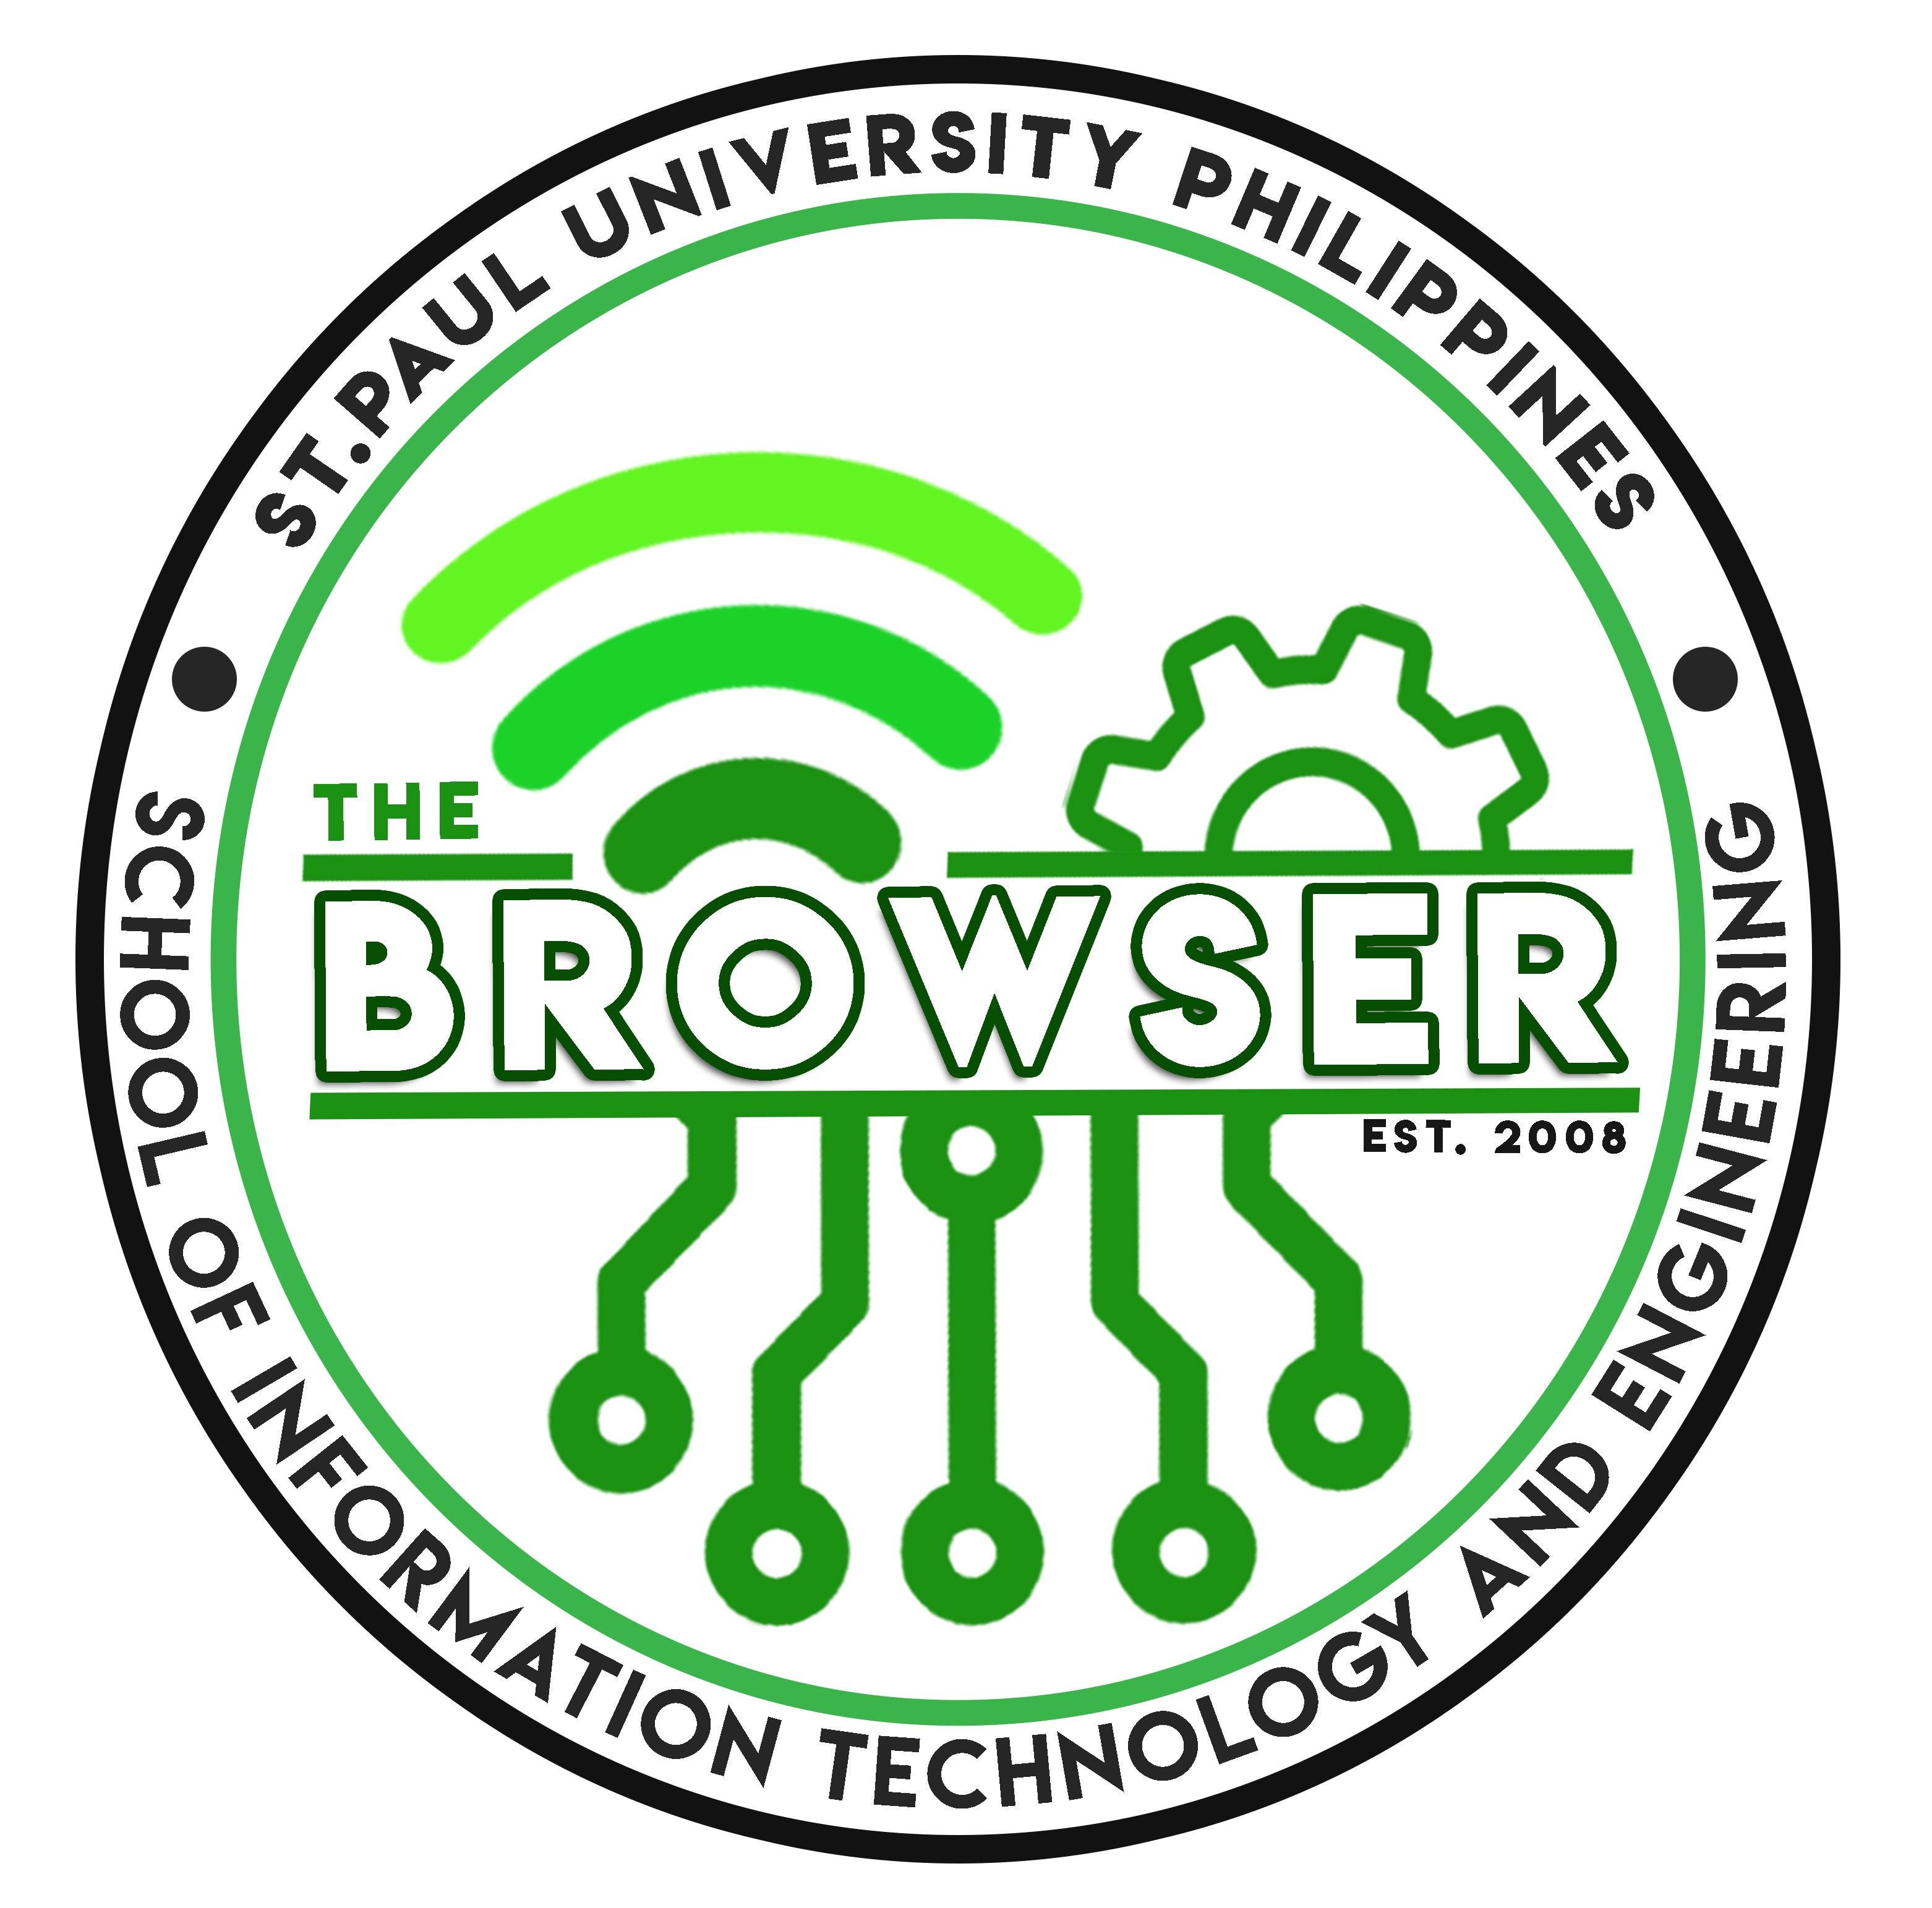 ST.PAUL UNIVERSITY PHILIPPINES
THE
BROWSER
EST. 2008
SCHOOL OF INFORMATION TECHNOLOGY AND ENGINEERING